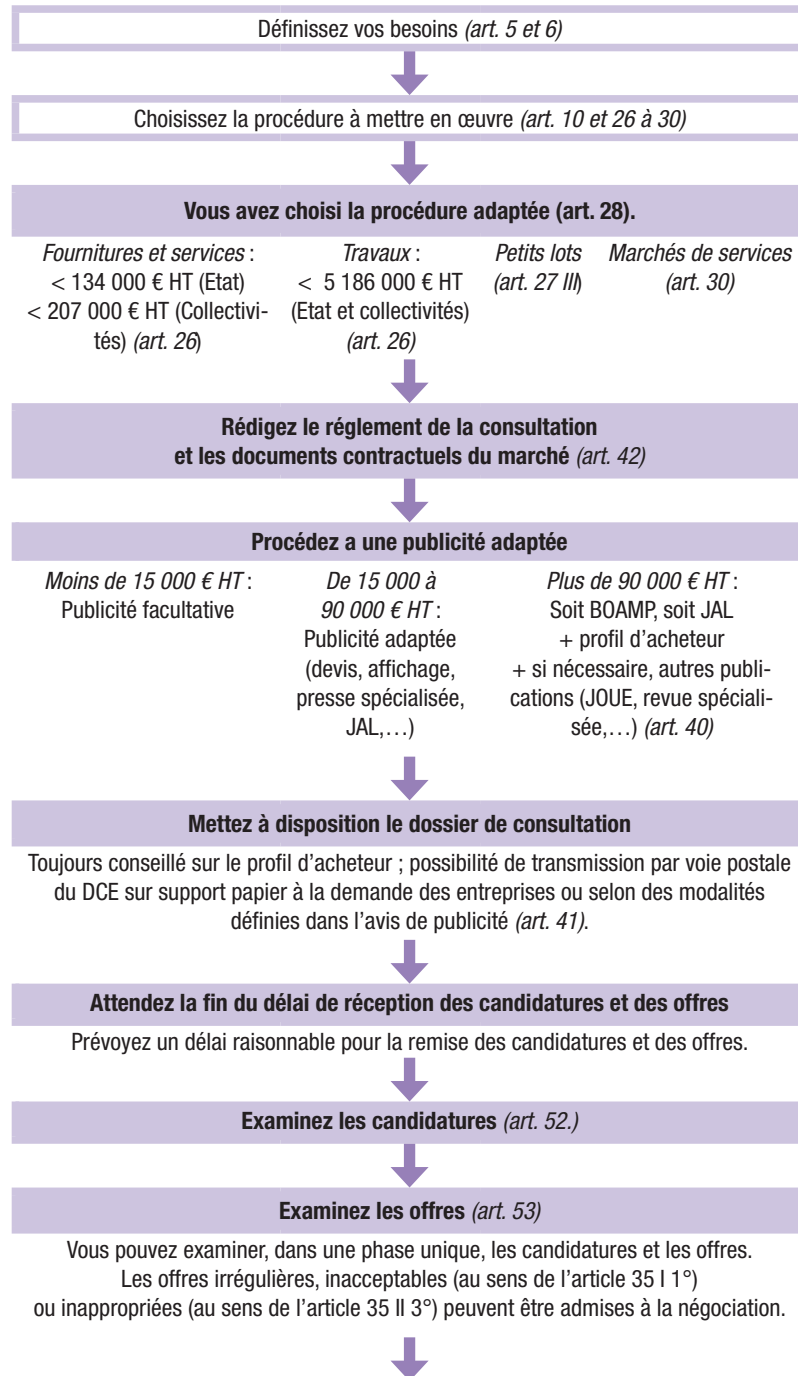 Définissez vos besoins (art. 5 et 6)
Choisissez la procédure à mettre en œuvre (art. 10 et 26 à 30)
Vous avez choisi la procédure adaptée (art. 28).
Fournitures et services :
< 134 000 € HT (Etat)
< 207 000 € HT (Collectivi-
tés) (art. 26)
Travaux :
< 5 186 000 € HT
(Etat et collectivités)
(art. 26)
Petits lots
(art. 27 III)
Marchés de services
(art. 30)
Rédigez le réglement de la consultation
et les documents contractuels du marché (art. 42)
Procédez a une publicité adaptée
Moins de 15 000 € HT :
Publicité facultative
De 15 000 à
90 000 € HT :
Publicité adaptée
(devis, affichage,
presse spécialisée,
JAL,…)
Plus de 90 000 € HT :
Soit BOAMP, soit JAL
+ profil d’acheteur
+ si nécessaire, autres publi-
cations (JOUE, revue spéciali-
sée,…) (art. 40)
Mettez à disposition le dossier de consultation
Toujours conseillé sur le profil d’acheteur ; possibilité de transmission par voie postale
du DCE sur support papier à la demande des entreprises ou selon des modalités
définies dans l’avis de publicité (art. 41).
Attendez la fin du délai de réception des candidatures et des offres
Prévoyez un délai raisonnable pour la remise des candidatures et des offres.
Examinez les candidatures (art. 52.)
Examinez les offres (art. 53)
Vous pouvez examiner, dans une phase unique, les candidatures et les offres.
Les offres irrégulières, inacceptables (au sens de l’article 35 I 1°)
ou inappropriées (au sens de l’article 35 II 3°) peuvent être admises à la négociation.